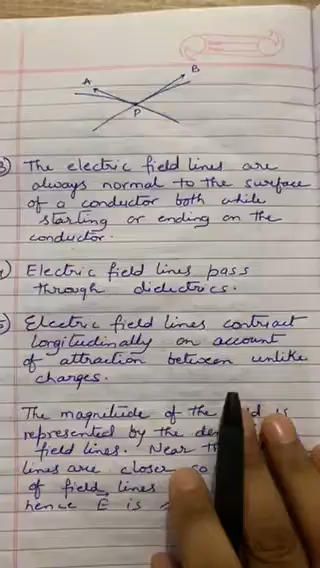 A
B
P
3) The electric field lines are
always normal to the surface
of a conductor both while
starting or ending on the
conductor.
4) Electric field lines pass
through dielectrics.
5) Electric field lines contract
longitudinally on account
of attraction between unlike
charges.
The magnitude of the is
represented by the
field lines. Near
lines are closer so
of field lines
hence E is